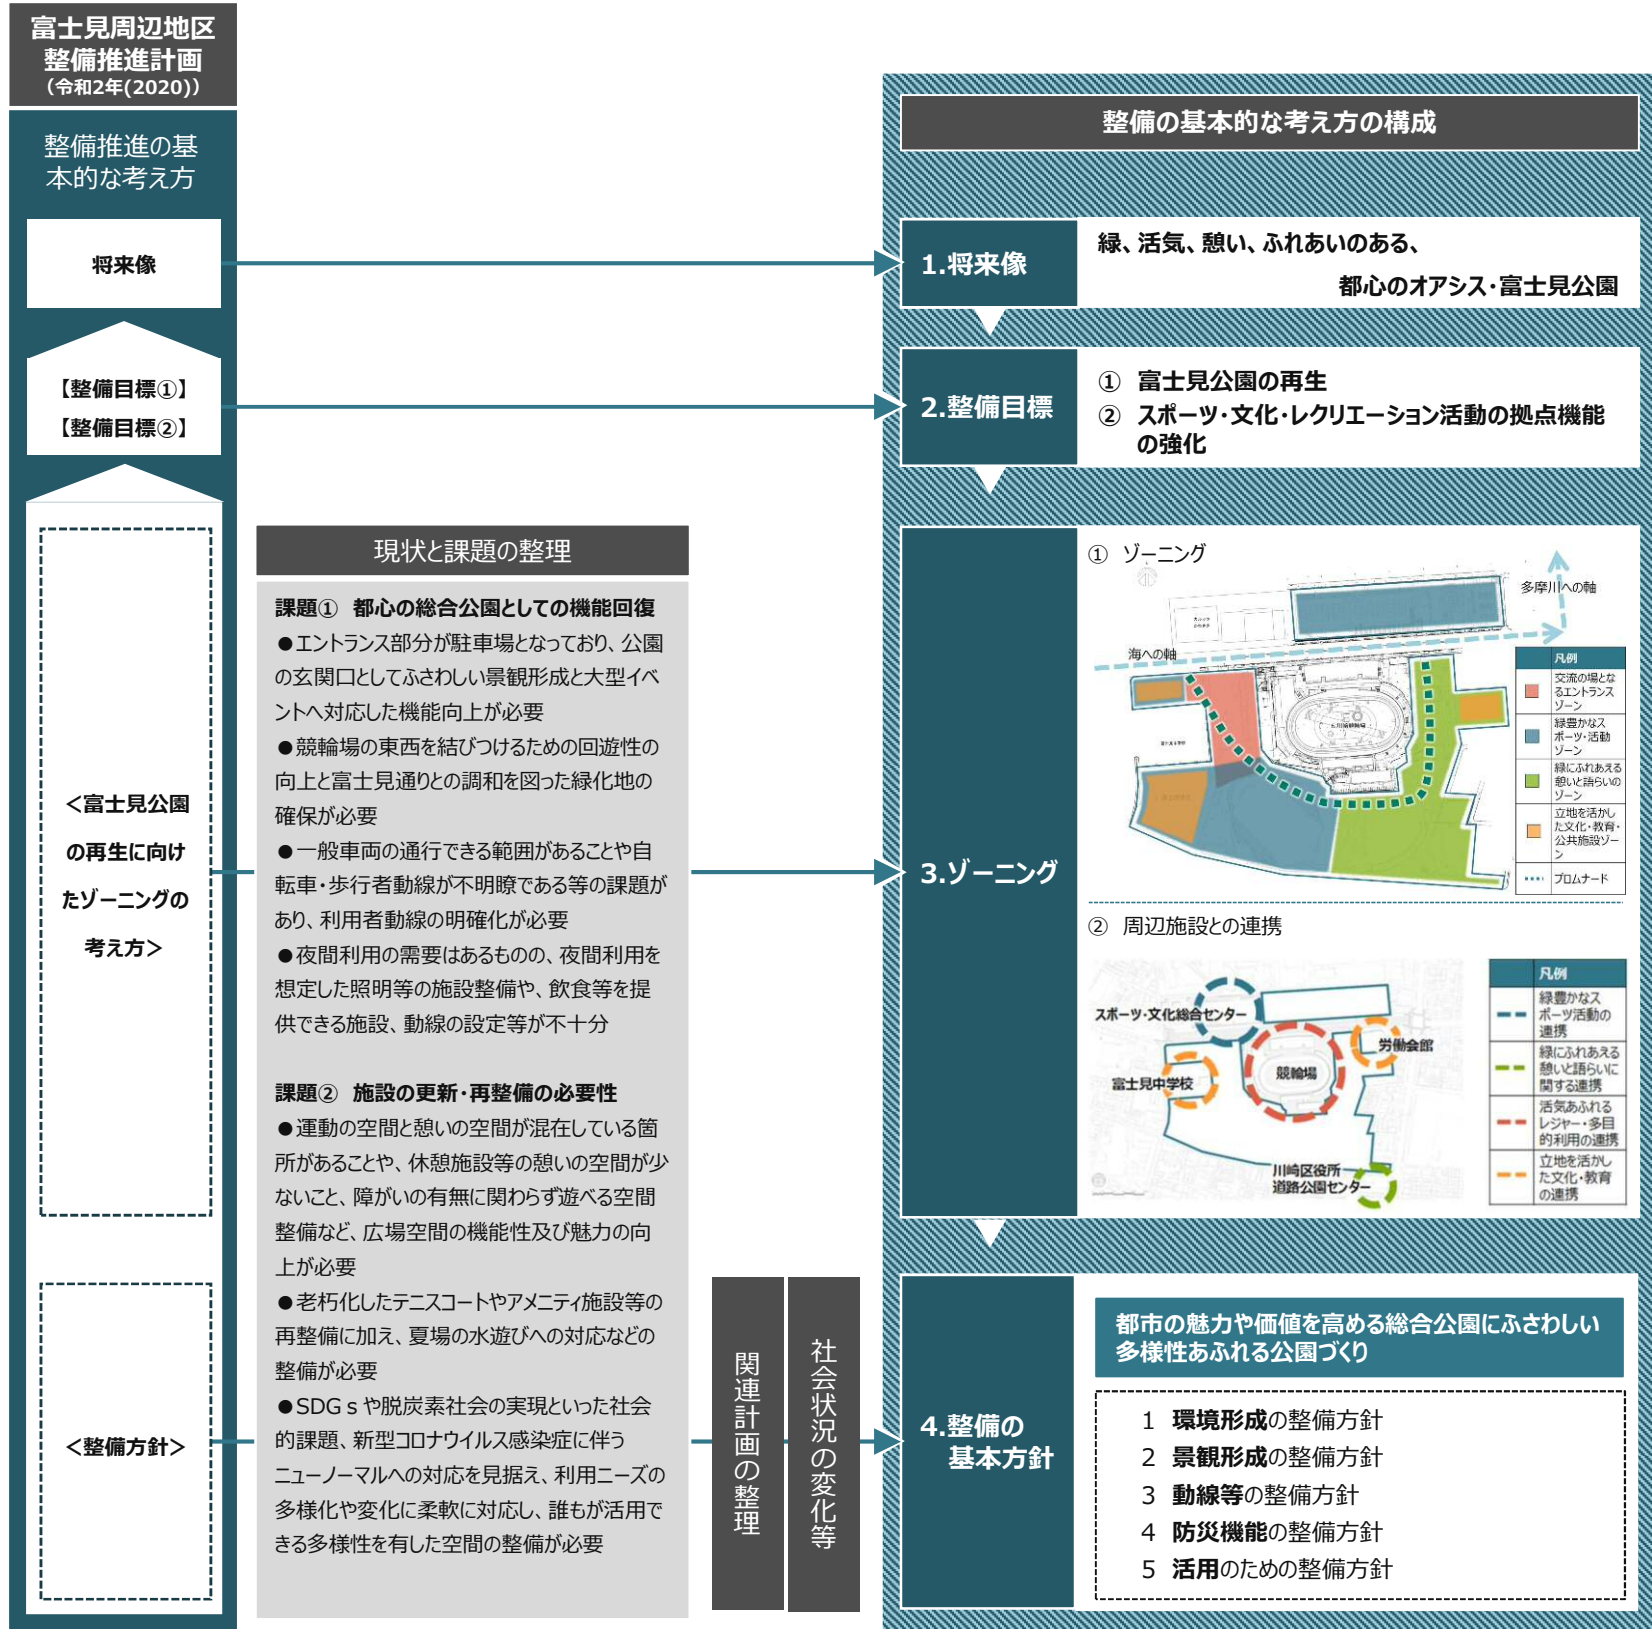 富士見周辺地区
整備推進計画
（令和2年(2020)）
整備推進の基
本的な考え方
将来像
【整備目標①】
【整備目標②】
＜富士見公園
の再生に向け
たゾーニングの
考え方＞
＜整備方針＞
現状と課題の整理
課題① 都心の総合公園としての機能回復
●エントランス部分が駐車場となっており、公園
の玄関口としてふさわしい景観形成と大型イベ
ントへ対応した機能向上が必要
●競輪場の東西を結びつけるための回遊性の
向上と富士見通りとの調和を図った緑化地の
確保が必要
●一般車両の通行できる範囲があることや自
転車・歩行者動線が不明瞭である等の課題が
あり、利用者動線の明確化が必要
●夜間利用の需要はあるものの、夜間利用を
想定した照明等の施設整備や、飲食等を提
供できる施設、動線の設定等が不十分
課題② 施設の更新・再整備の必要性
●運動の空間と憩いの空間が混在している箇
所があることや、休憩施設等の憩いの空間が少
ないこと、障がいの有無に関わらず遊べる空間
整備など、広場空間の機能性及び魅力の向
上が必要
●老朽化したテニスコートやアメニティ施設等の
再整備に加え、夏場の水遊びへの対応などの
整備が必要
●SDGｓや脱炭素社会の実現といった社会
的課題、新型コロナウイルス感染症に伴う
ニューノーマルへの対応を見据え、利用ニーズの
多様化や変化に柔軟に対応し、誰もが活用で
きる多様性を有した空間の整備が必要
関連計画の整理
社会状況の変化等
整備の基本的な考え方の構成
1.将来像
緑、活気、憩い、ふれあいのある、
都心のオアシス・富士見公園
2.整備目標
① 富士見公園の再生
② スポーツ・文化・レクリエーション活動の拠点機能
の強化
3.ゾーニング
① ゾーニング
多摩川への軸
海への軸
凡例
交流の場とな
るエントランス
ゾーン
緑豊かなス
ポーツ・活動
ゾーン
緑にふれあえる
憩いと語らいの
ゾーン
立地を活かし
た文化・教育・
公共施設ゾー
ン
プロムナード
② 周辺施設との連携
スポーツ・文化総合センター
労働会館
富士見中学校
競輪場
川崎区役所
道路公園センター
凡例
緑豊かなス
ポーツ活動の
連携
緑にふれあえる
憩いと語らいに
関する連携
活気あふれる
レジャー・多目
的利用の連携
立地を活かし
た文化・教育
の連携
4.整備の
基本方針
都市の魅力や価値を高める総合公園にふさわしい
多様性あふれる公園づくり
1 環境形成の整備方針
2 景観形成の整備方針
3 動線等の整備方針
4 防災機能の整備方針
5 活用のための整備方針